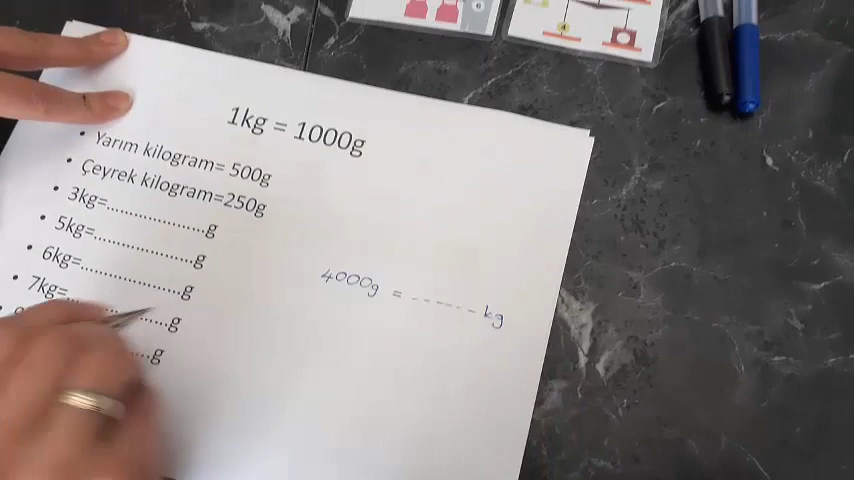 1kg = 1000g
• Yarım kilogram= 500g
• Çeyrek kilogram=250g
• 3kg=.....................g
• 5kg=.....................g
• 6kg=.....................g
• 7kg=.....................g
g
4000g = ------- kg